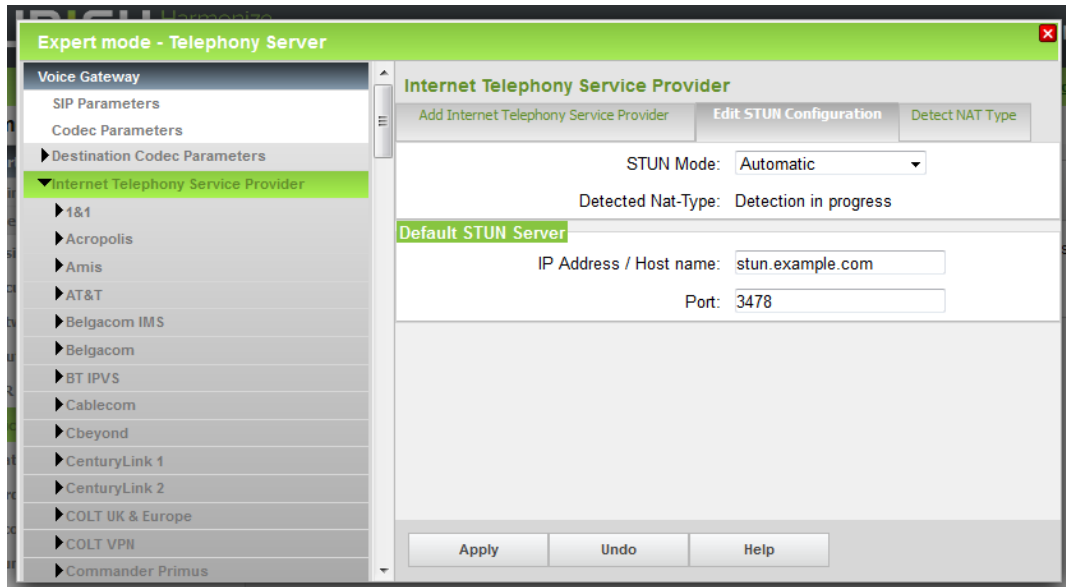 Harmonize
Expert mode - Telephony Server
Voice Gateway
SIP Parameters
Codec Parameters
Destination Codec Parameters
Internet Telephony Service Provider
1&1
Acropolis
Amis
AT&T
Belgacom IMS
Belgacom
BT IPVS
Cablecom
Cbeyond
CenturyLink 1
CenturyLink 2
COLT UK & Europe
COLT VPN
Commander Primus
Internet Telephony Service Provider
Add Internet Telephony Service Provider
Edit STUN Configuration
Detect NAT Type
STUN Mode: Automatic
Detected Nat-Type: Detection in progress
Default STUN Server
IP Address / Host name: stun.example.com
Port: 3478
Apply
Undo
Help